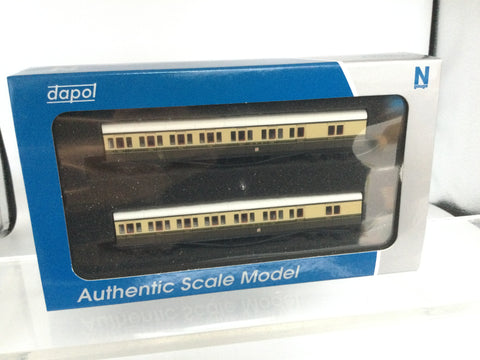 dapol
N
Authentic Scale Model